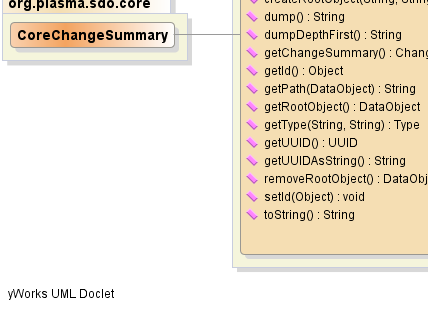 org.plasma.sdo.core
CoreChangeSummary
createRootObject(String, String
dump() : String
dumpDepthFirst() : String
getChangeSummary() : Chang
getId() : Object
getPath(DataObject) : String
getRootObject() : DataObject
getType(String, String) : Type
getUUID() : UUID
getUUIDAsString() : String
removeRootObject() : DataObj
setId(Object) : void
toString() : String
yWorks UML Doclet